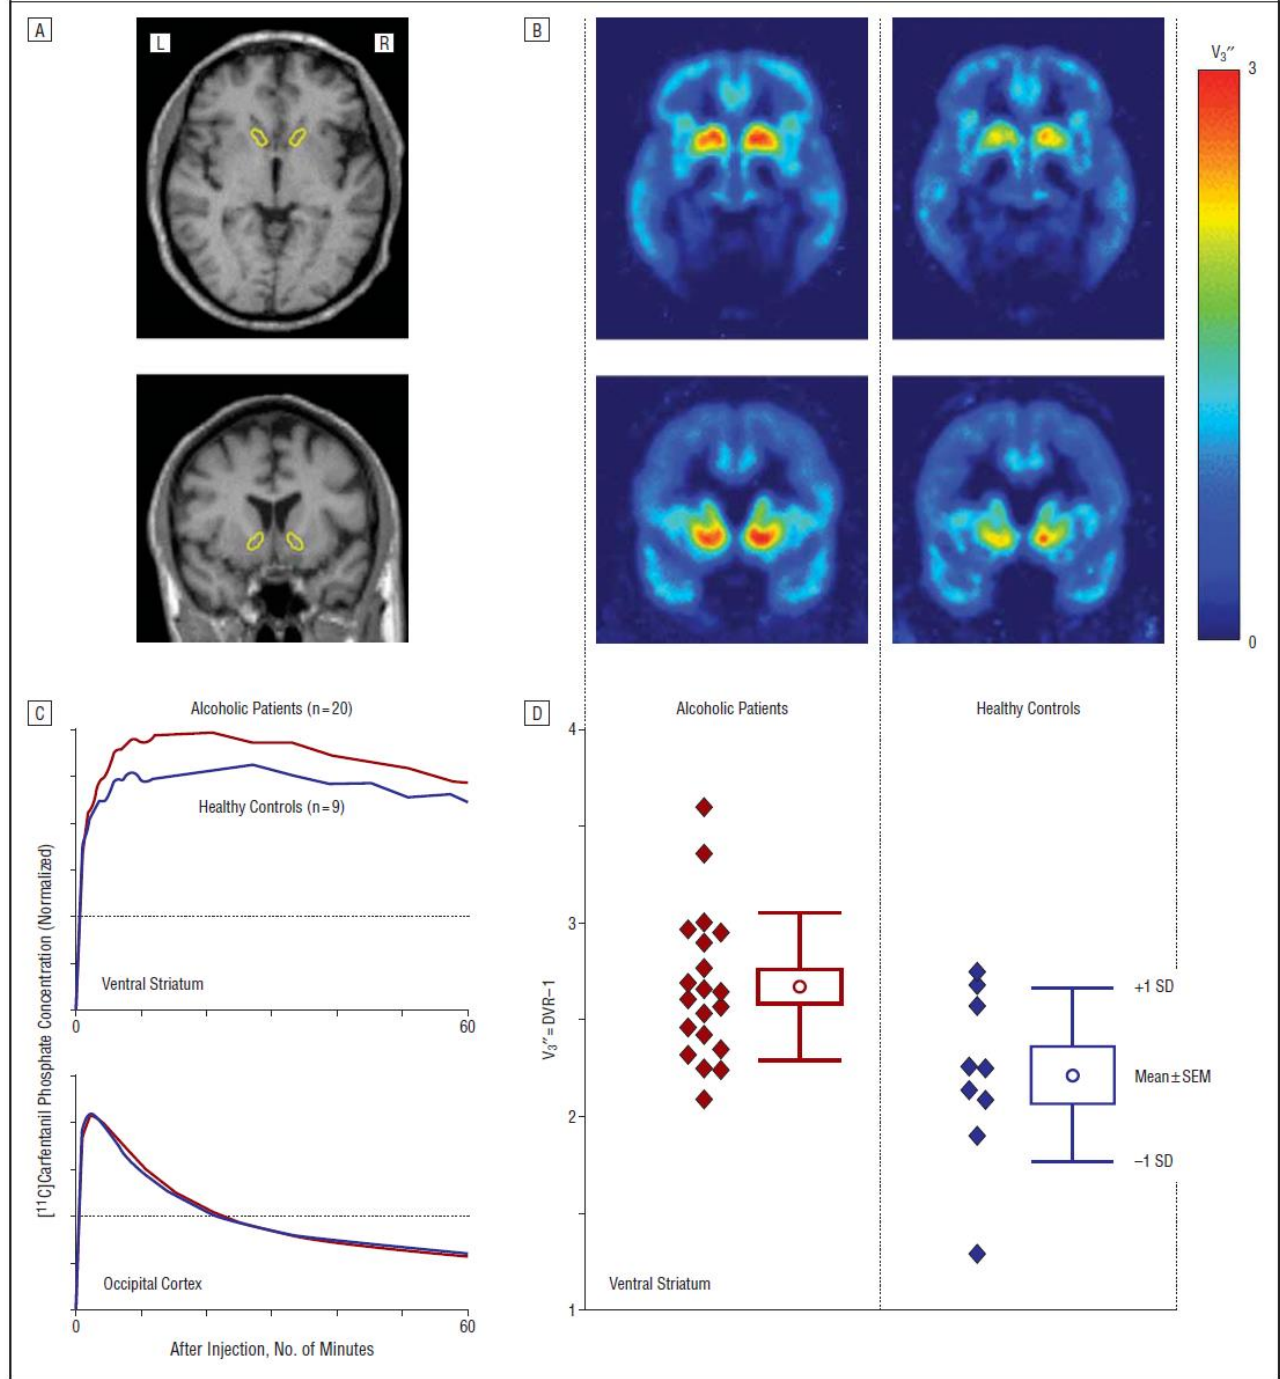 A
L
R
B
V₃″
3
0
C
Alcoholic Patients (n=20)
Healthy Controls (n=9)
Ventral Striatum
0
60
Occipital Cortex
0
60
After Injection, No. of Minutes
[¹¹C]Carfentanil Phosphate Concentration (Normalized)
D
Alcoholic Patients
Healthy Controls
4
3
2
1
V₃″ = DVR–1
+1 SD
Mean±SEM
–1 SD
Ventral Striatum